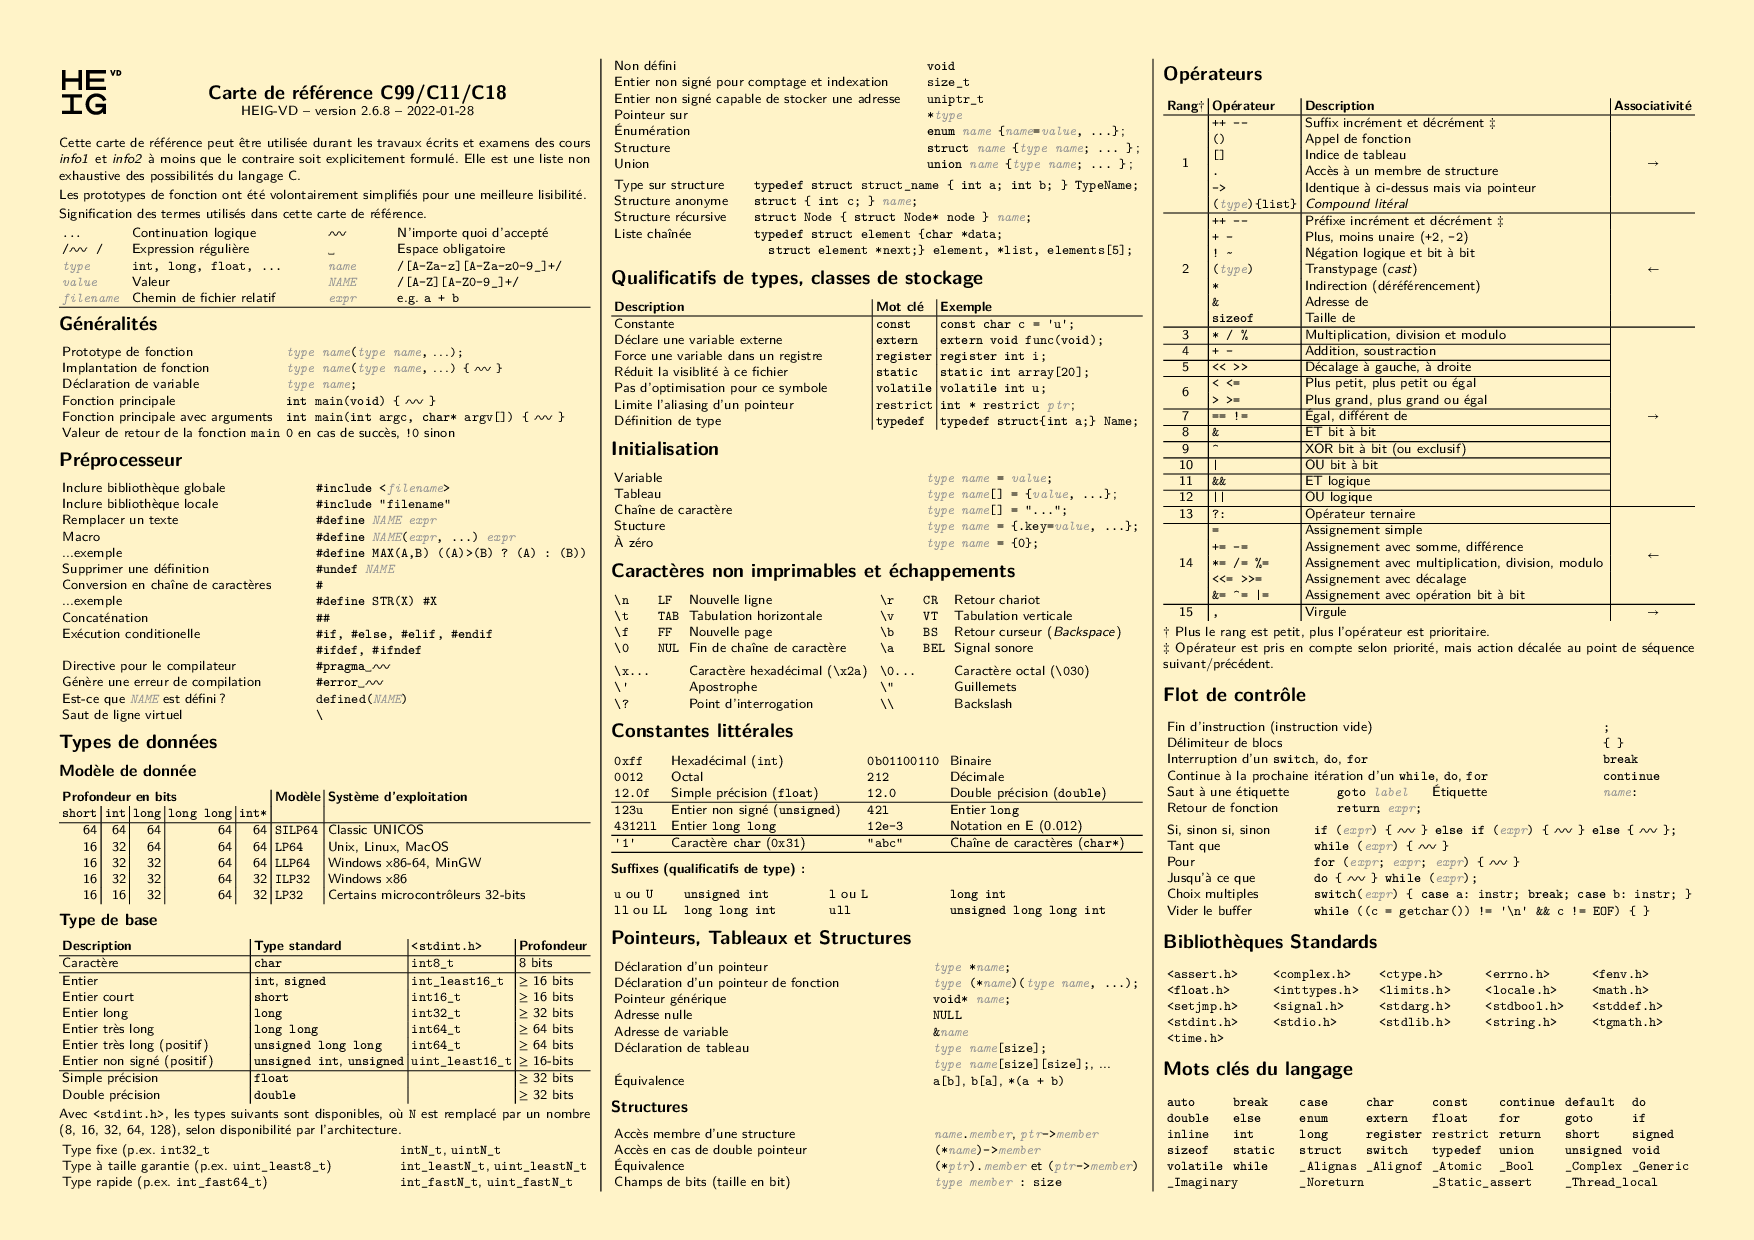 HE VD
IG
Carte de référence C99/C11/C18
HEIG-VD – version 2.6.8 – 2022-01-28
Cette carte de référence peut être utilisée durant les travaux écrits et examens des cours
info1 et info2 à moins que le contraire soit explicitement formulé. Elle est une liste non
exhaustive des possibilités du langage C.
Les prototypes de fonction ont été volontairement simplifiés pour une meilleure lisibilité.
Signification des termes utilisés dans cette carte de référence.
... Continuation logique 〰 N'importe quoi d'accepté
/〰 / Expression régulière ␣ Espace obligatoire
type int, long, float, ... name /[A-Za-z][A-Za-z0-9_]+/
value Valeur NAME /[A-Z][A-Z0-9_]+/
filename Chemin de fichier relatif expr e.g. a + b
Généralités
Prototype de fonction type name(type name, ...);
Implantation de fonction type name(type name, ...) { 〰 }
Déclaration de variable type name;
Fonction principale int main(void) { 〰 }
Fonction principale avec arguments int main(int argc, char* argv[]) { 〰 }
Valeur de retour de la fonction main 0 en cas de succès, !0 sinon
Préprocesseur
Inclure bibliothèque globale #include <filename>
Inclure bibliothèque locale #include "filename"
Remplacer un texte #define NAME expr
Macro #define NAME(expr, ...) expr
...exemple #define MAX(A,B) ((A)>(B) ? (A) : (B))
Supprimer une définition #undef NAME
Conversion en chaîne de caractères #
...exemple #define STR(X) #X
Concaténation ##
Exécution conditionelle #if, #else, #elif, #endif
#ifdef, #ifndef
Directive pour le compilateur #pragma␣〰
Génère une erreur de compilation #error␣〰
Est-ce que NAME est défini ? defined(NAME)
Saut de ligne virtuel \
Types de données
Modèle de donnée
Profondeur en bits Modèle Système d'exploitation
short int long long long int*
64 64 64 64 64 SILP64 Classic UNICOS
16 32 64 64 64 LP64 Unix, Linux, MacOS
16 32 32 64 64 LLP64 Windows x86-64, MinGW
16 32 32 64 32 ILP32 Windows x86
16 16 32 64 32 LP32 Certains microcontrôleurs 32-bits
Type de base
Description Type standard <stdint.h> Profondeur
Caractère char int8_t 8 bits
Entier int, signed int_least16_t ≥ 16 bits
Entier court short int16_t ≥ 16 bits
Entier long long int32_t ≥ 32 bits
Entier très long long long int64_t ≥ 64 bits
Entier très long (positif) unsigned long long int64_t ≥ 64 bits
Entier non signé (positif) unsigned int, unsigned uint_least16_t ≥ 16-bits
Simple précision float ≥ 32 bits
Double précision double ≥ 32 bits
Avec <stdint.h>, les types suivants sont disponibles, où N est remplacé par un nombre
(8, 16, 32, 64, 128), selon disponibilité par l'architecture.
Type fixe (p.ex. int32_t intN_t, uintN_t
Type à taille garantie (p.ex. uint_least8_t) int_leastN_t, uint_leastN_t
Type rapide (p.ex. int_fast64_t) int_fastN_t, uint_fastN_t
Non défini void
Entier non signé pour comptage et indexation size_t
Entier non signé capable de stocker une adresse uniptr_t
Pointeur sur *type
Énumération enum name {name=value, ...};
Structure struct name {type name; ... };
Union union name {type name; ... };
Type sur structure typedef struct struct_name { int a; int b; } TypeName;
Structure anonyme struct { int c; } name;
Structure récursive struct Node { struct Node* node } name;
Liste chaînée typedef struct element {char *data;
struct element *next;} element, *list, elements[5];
Qualificatifs de types, classes de stockage
Description Mot clé Exemple
Constante const const char c = 'u';
Déclare une variable externe extern extern void func(void);
Force une variable dans un registre register register int i;
Réduit la visiblité à ce fichier static static int array[20];
Pas d'optimisation pour ce symbole volatile volatile int u;
Limite l'aliasing d'un pointeur restrict int * restrict ptr;
Définition de type typedef typedef struct{int a;} Name;
Initialisation
Variable type name = value;
Tableau type name[] = {value, ...};
Chaîne de caractère type name[] = "...";
Stucture type name = {.key=value, ...};
À zéro type name = {0};
Caractères non imprimables et échappements
\n LF Nouvelle ligne \r CR Retour chariot
\t TAB Tabulation horizontale \v VT Tabulation verticale
\f FF Nouvelle page \b BS Retour curseur (Backspace)
\0 NUL Fin de chaîne de caractère \a BEL Signal sonore
\x... Caractère hexadécimal (\x2a) \0... Caractère octal (\030)
\' Apostrophe \" Guillemets
\? Point d'interrogation \\ Backslash
Constantes littérales
0xff Hexadécimal (int) 0b01100110 Binaire
0012 Octal 212 Décimale
12.0f Simple précision (float) 12.0 Double précision (double)
123u Entier non signé (unsigned) 42l Entier long
4312ll Entier long long 12e-3 Notation en E (0.012)
'1' Caractère char (0x31) "abc" Chaîne de caractères (char*)
Suffixes (qualificatifs de type) :
u ou U unsigned int l ou L long int
ll ou LL long long int ull unsigned long long int
Pointeurs, Tableaux et Structures
Déclaration d'un pointeur type *name;
Déclaration d'un pointeur de fonction type (*name)(type name, ...);
Pointeur générique void* name;
Adresse nulle NULL
Adresse de variable &name
Déclaration de tableau type name[size];
type name[size][size];, ...
Équivalence a[b], b[a], *(a + b)
Structures
Accès membre d'une structure name.member, ptr->member
Accès en cas de double pointeur (*name)->member
Équivalence (*ptr).member et (ptr->member)
Champs de bits (taille en bit) type member : size
Opérateurs
Rang† Opérateur Description Associativité
++ -- Suffix incrément et décrément ‡
() Appel de fonction
[] Indice de tableau
1 →
. Accès à un membre de structure
-> Identique à ci-dessus mais via pointeur
(type){list} Compound litéral
++ -- Préfixe incrément et décrément ‡
+ - Plus, moins unaire (+2, −2)
! ~ Négation logique et bit à bit
2 (type) Transtypage (cast) ←
* Indirection (déréférencement)
& Adresse de
sizeof Taille de
3 * / % Multiplication, division et modulo
4 + - Addition, soustraction
5 << >> Décalage à gauche, à droite
6 < <= Plus petit, plus petit ou égal
> >= Plus grand, plus grand ou égal
7 == != Égal, différent de →
8 & ET bit à bit
9 ^ XOR bit à bit (ou exclusif)
10 | OU bit à bit
11 && ET logique
12 || OU logique
13 ?: Opérateur ternaire
= Assignement simple
+= -= Assignement avec somme, différence ←
14 *= /= %= Assignement avec multiplication, division, modulo
<<= >>= Assignement avec décalage
&= ^= |= Assignement avec opération bit à bit
15 , Virgule →
† Plus le rang est petit, plus l'opérateur est prioritaire.
‡ Opérateur est pris en compte selon priorité, mais action décalée au point de séquence
suivant/précédent.
Flot de contrôle
Fin d'instruction (instruction vide) ;
Délimiteur de blocs { }
Interruption d'un switch, do, for break
Continue à la prochaine itération d'un while, do, for continue
Saut à une étiquette goto label Étiquette name:
Retour de fonction return expr;
Si, sinon si, sinon if (expr) { 〰 } else if (expr) { 〰 } else { 〰 };
Tant que while (expr) { 〰 }
Pour for (expr; expr; expr) { 〰 }
Jusqu'à ce que do { 〰 } while (expr);
Choix multiples switch(expr) { case a: instr; break; case b: instr; }
Vider le buffer while ((c = getchar()) != '\n' && c != EOF) { }
Bibliothèques Standards
<assert.h> <complex.h> <ctype.h> <errno.h> <fenv.h>
<float.h> <inttypes.h> <limits.h> <locale.h> <math.h>
<setjmp.h> <signal.h> <stdarg.h> <stdbool.h> <stddef.h>
<stdint.h> <stdio.h> <stdlib.h> <string.h> <tgmath.h>
<time.h>
Mots clés du langage
auto break case char const continue default do
double else enum extern float for goto if
inline int long register restrict return short signed
sizeof static struct switch typedef union unsigned void
volatile while _Alignas _Alignof _Atomic _Bool _Complex _Generic
_Imaginary _Noreturn _Static_assert _Thread_local